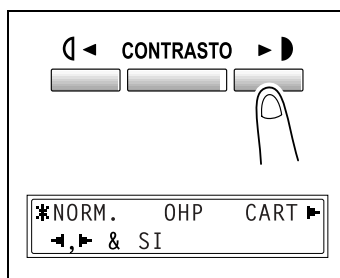 ◄ CONTRASTO ►
*NORM. OHP CART ►
◄,► & SI